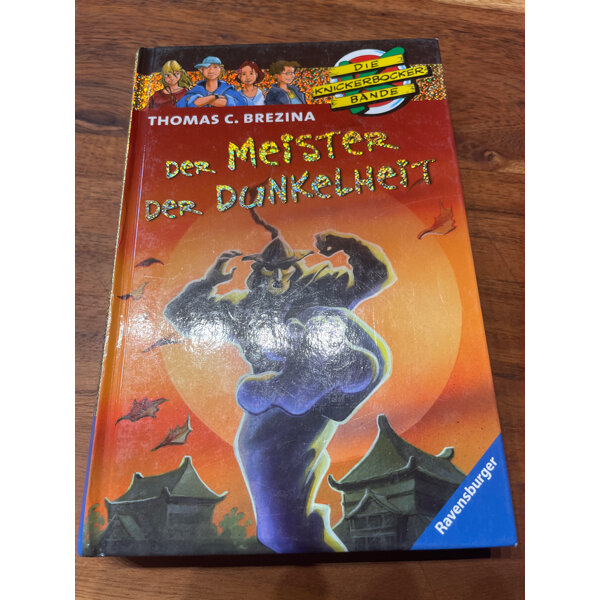 DIE
KNICKERBOCKER
BANDE
THOMAS C. BREZINA
DER MEISTER
DER DUNKELHEIT
Ravensburger